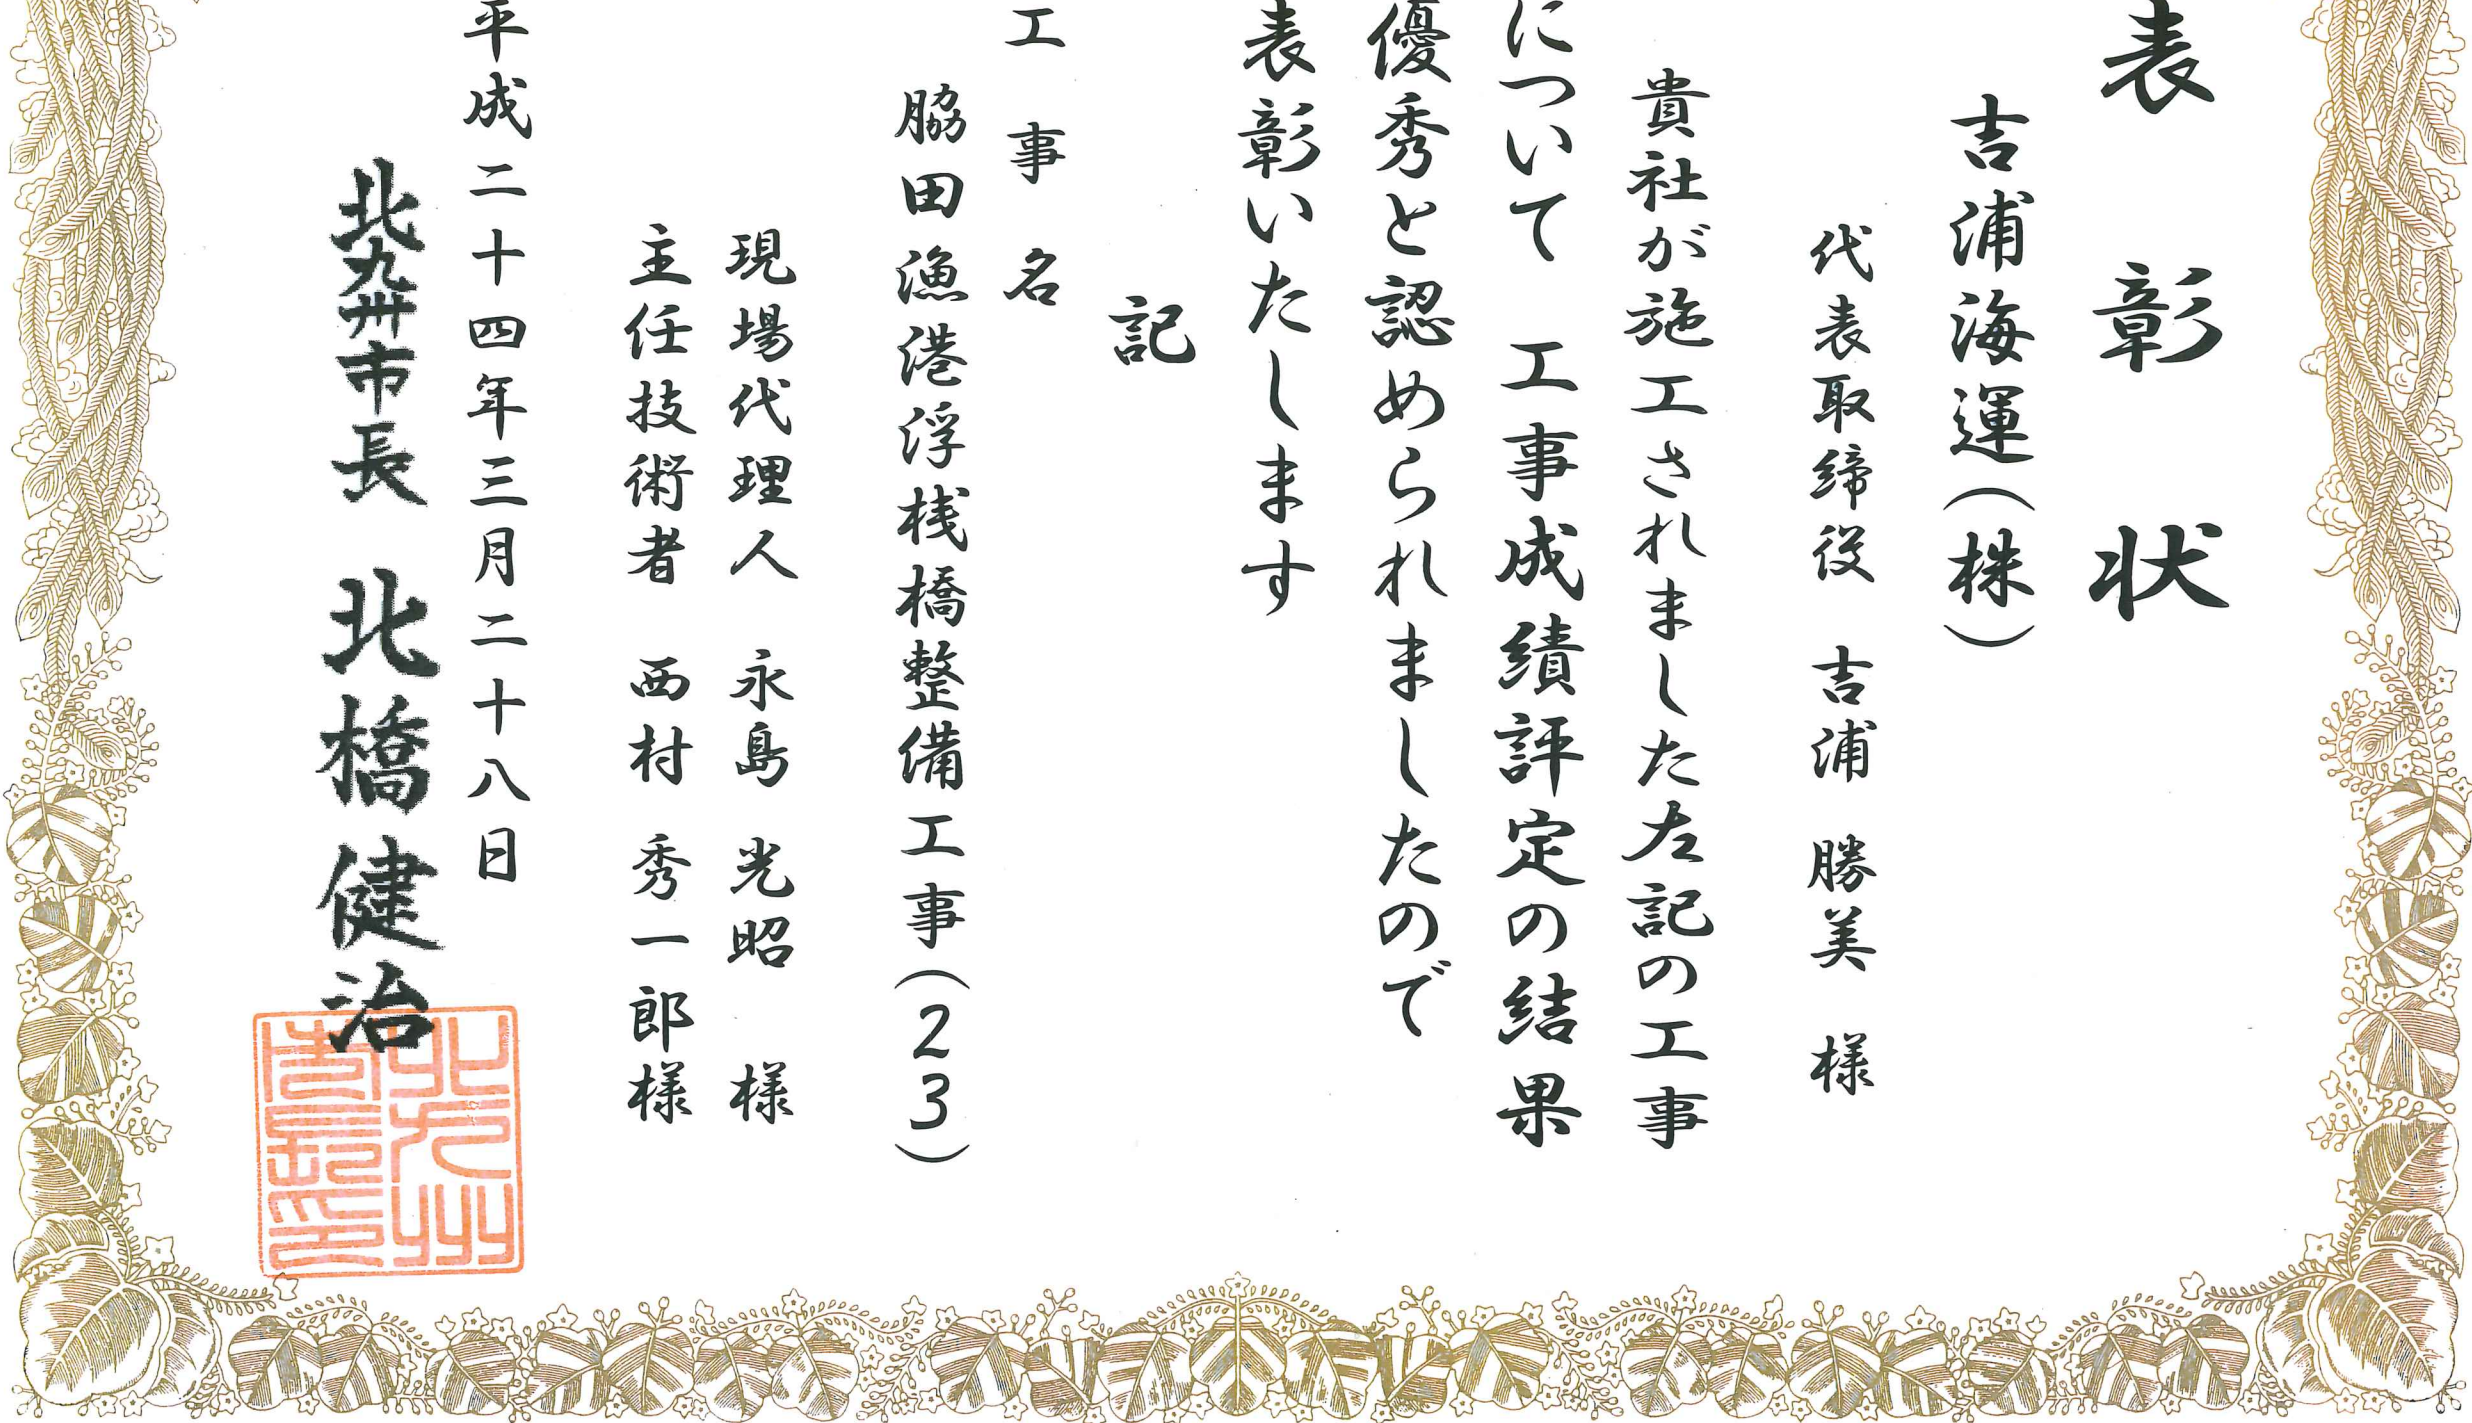 表彰状
吉浦海運(株)
代表取締役 吉浦 勝美 様
貴社が施工されました左記の工事
について 工事成績評定の結果
優秀と認められましたので
表彰いたします
記
工事名
脇田漁港浮桟橋整備工事(23)
現場代理人 永島 光昭 様
主任技術者 西村 秀一郎様
平成二十四年三月二十八日
北九州市長 北橋健治
北九州
市長印